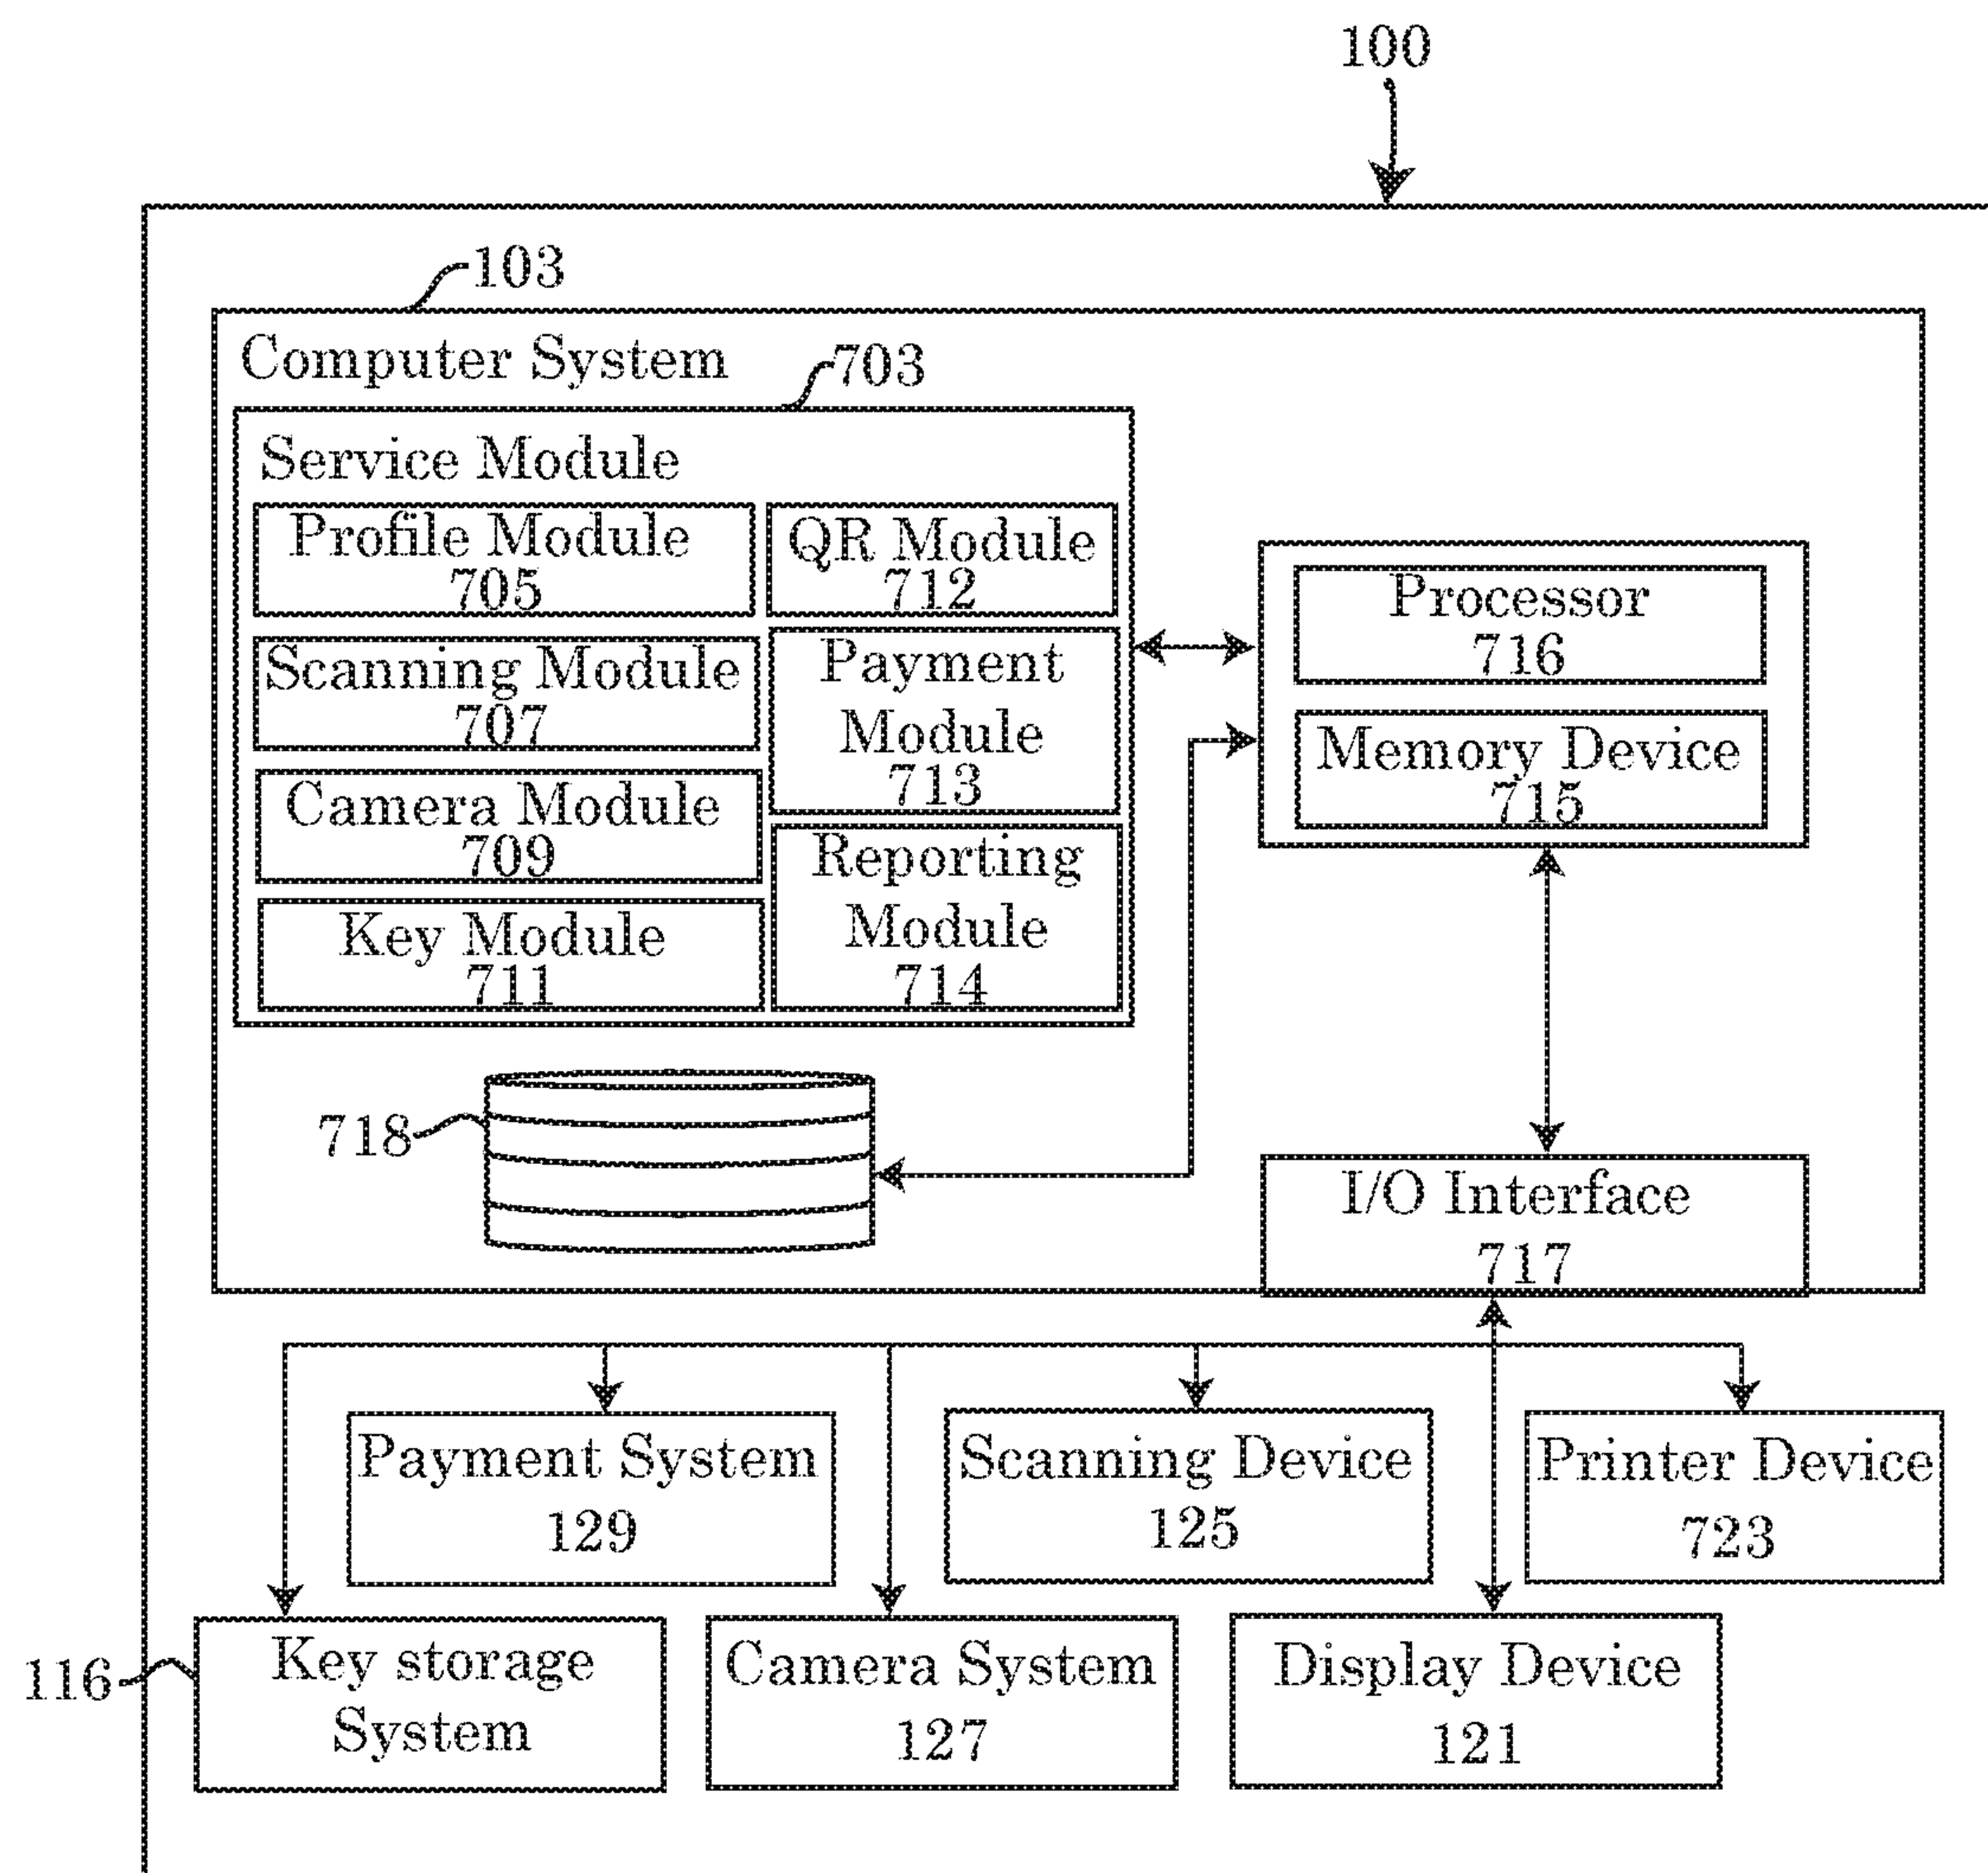 100
103
Computer System
703
Service Module
Profile Module
705
QR Module
712
Scanning Module
707
Payment
Module
713
Camera Module
709
Reporting
Module
714
Key Module
711
Processor
716
Memory Device
715
718
I/O Interface
717
Payment System
129
Scanning Device
125
Printer Device
723
116
Key storage
System
Camera System
127
Display Device
121